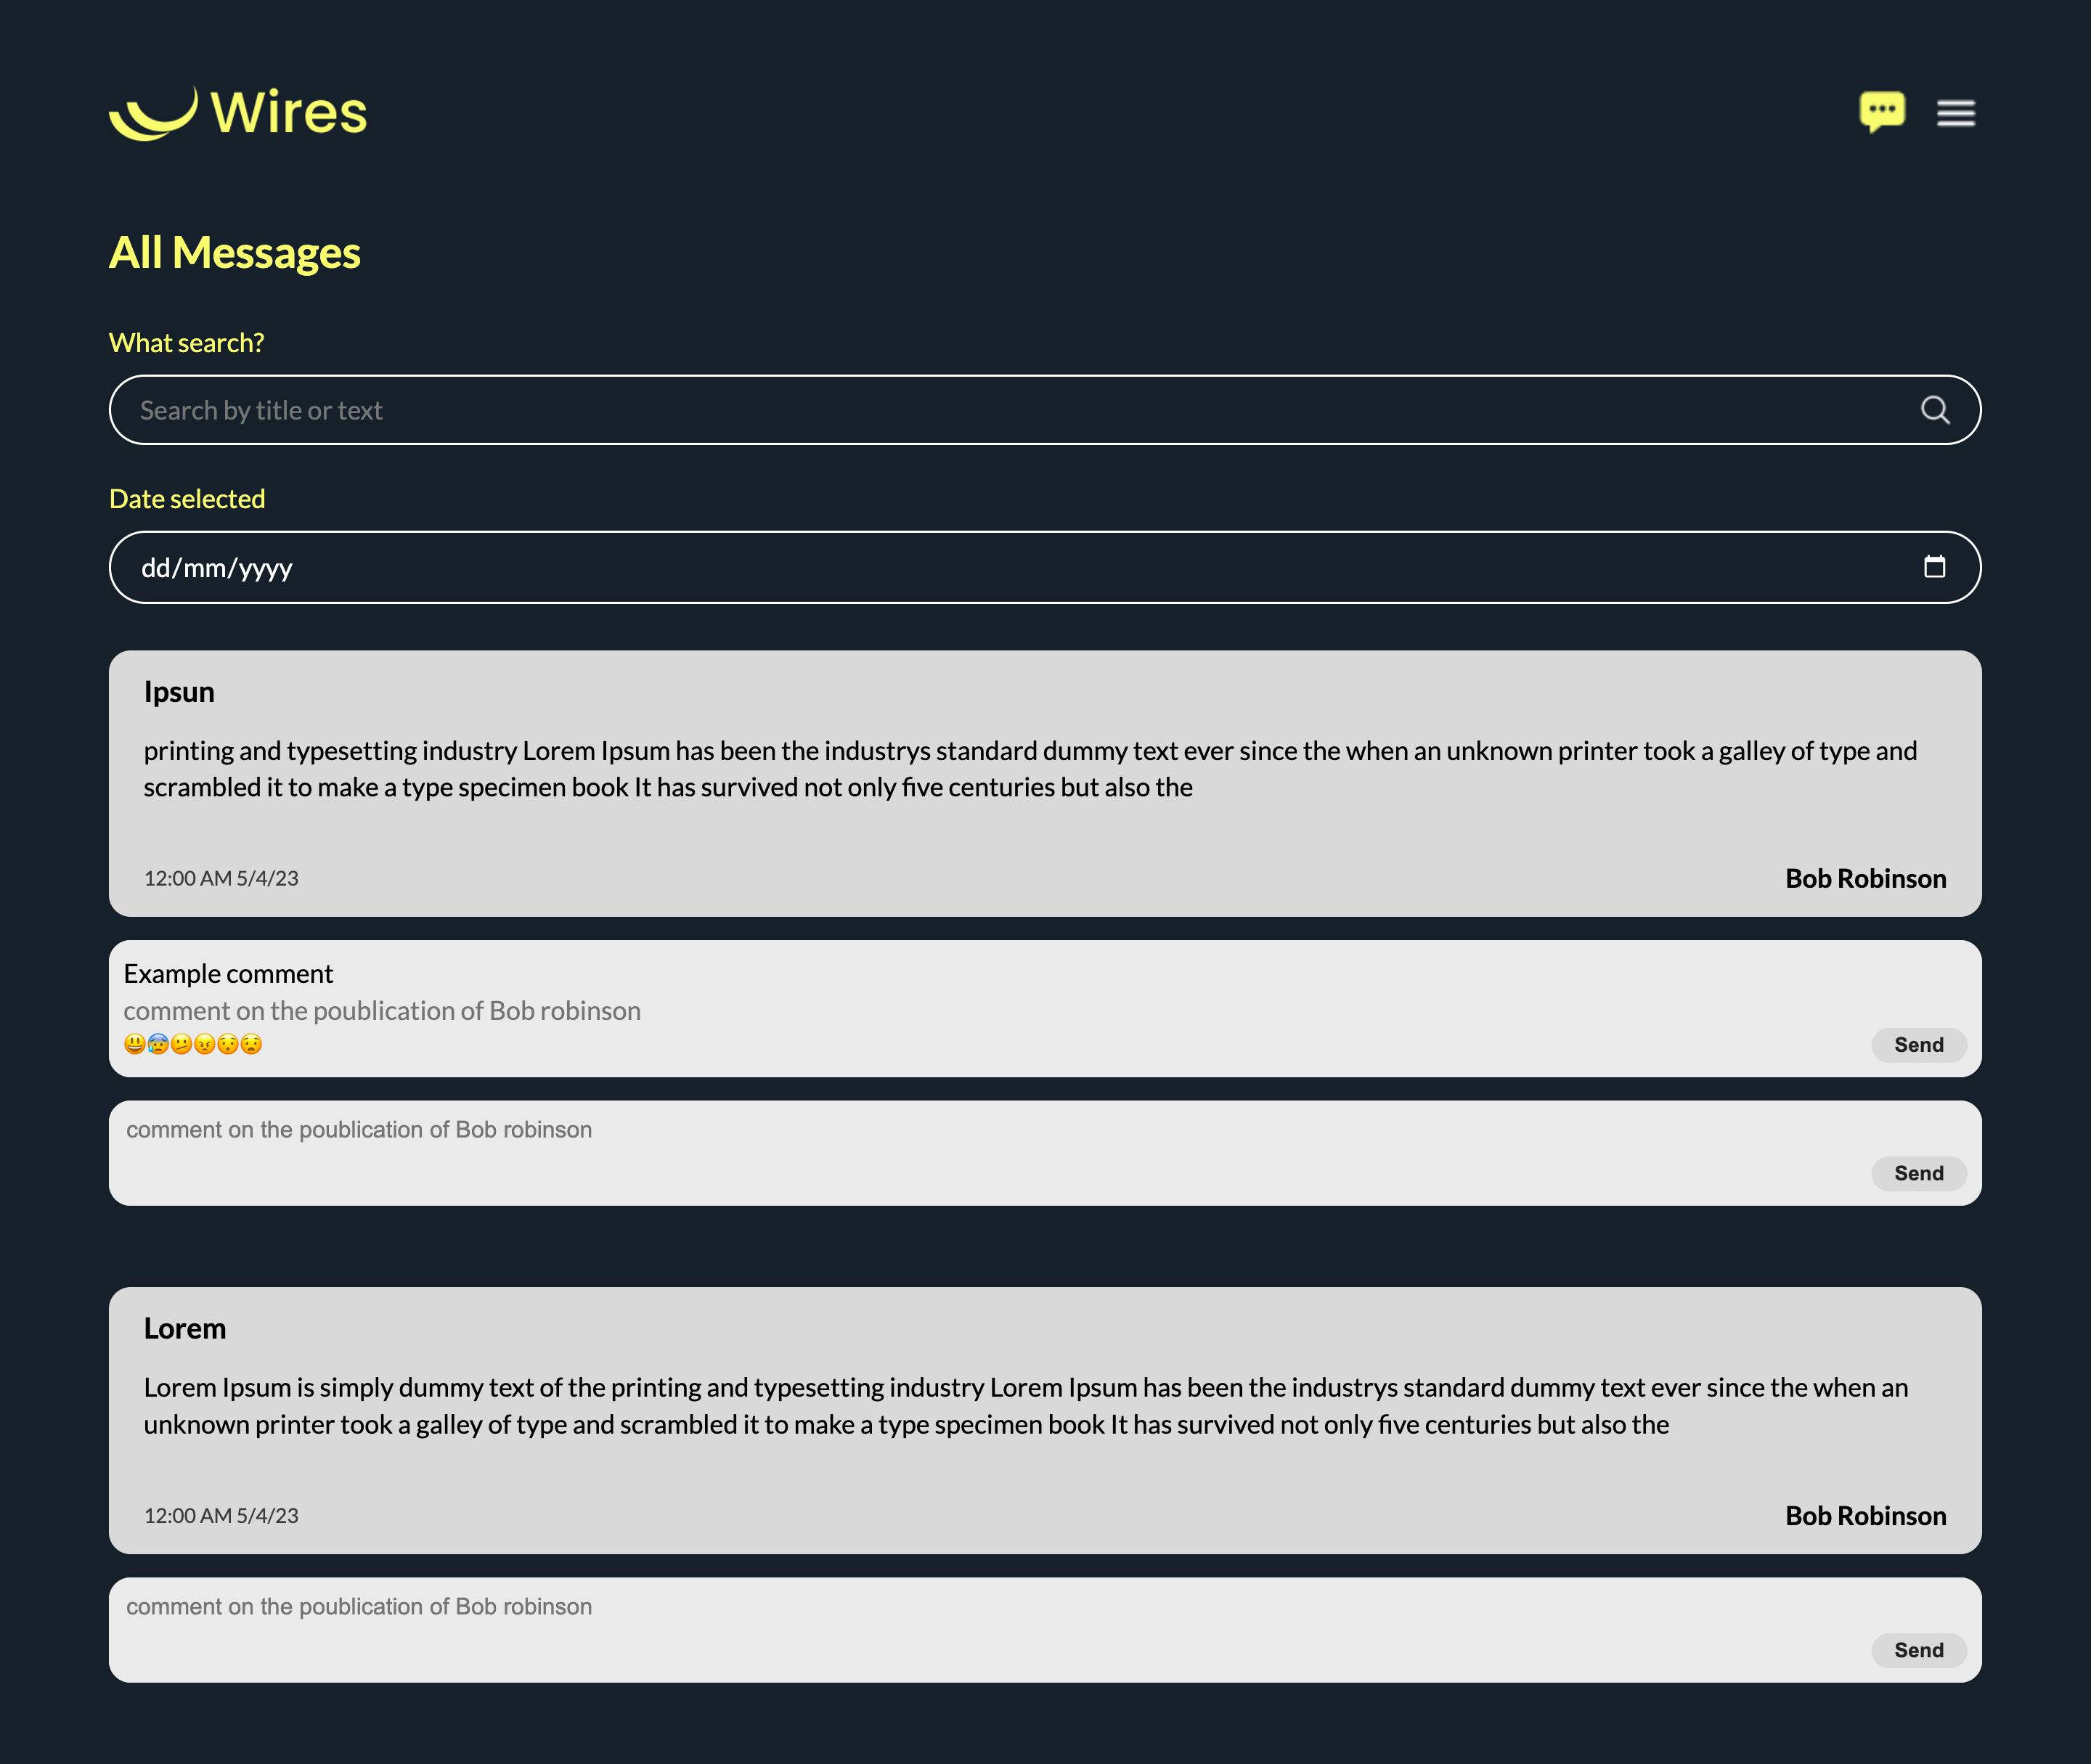 Wires
All Messages
What search?
Search by title or text
Date selected
dd/mm/yyyy
Ipsun
printing and typesetting industry Lorem Ipsum has been the industrys standard dummy text ever since the when an unknown printer took a galley of type and
scrambled it to make a type specimen book It has survived not only five centuries but also the
12:00 AM 5/4/23
Bob Robinson
Example comment
comment on the poublication of Bob robinson
😃😰🫤😠😯😧
Send
comment on the poublication of Bob robinson
Send
Lorem
Lorem Ipsum is simply dummy text of the printing and typesetting industry Lorem Ipsum has been the industrys standard dummy text ever since the when an
unknown printer took a galley of type and scrambled it to make a type specimen book It has survived not only five centuries but also the
12:00 AM 5/4/23
Bob Robinson
comment on the poublication of Bob robinson
Send